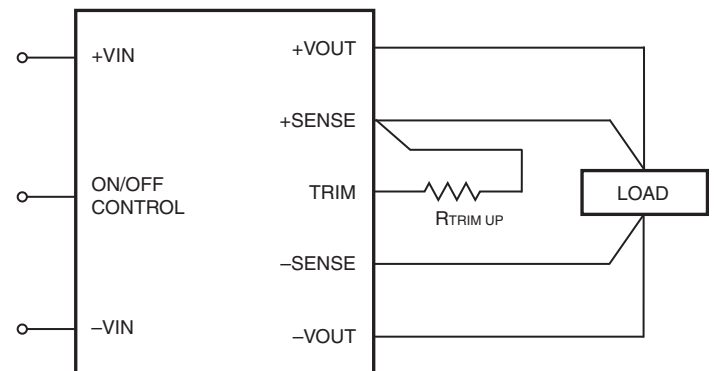 +VIN
ON/OFF
CONTROL
–VIN
+VOUT
+SENSE
TRIM
–SENSE
–VOUT
RTRIM UP
LOAD